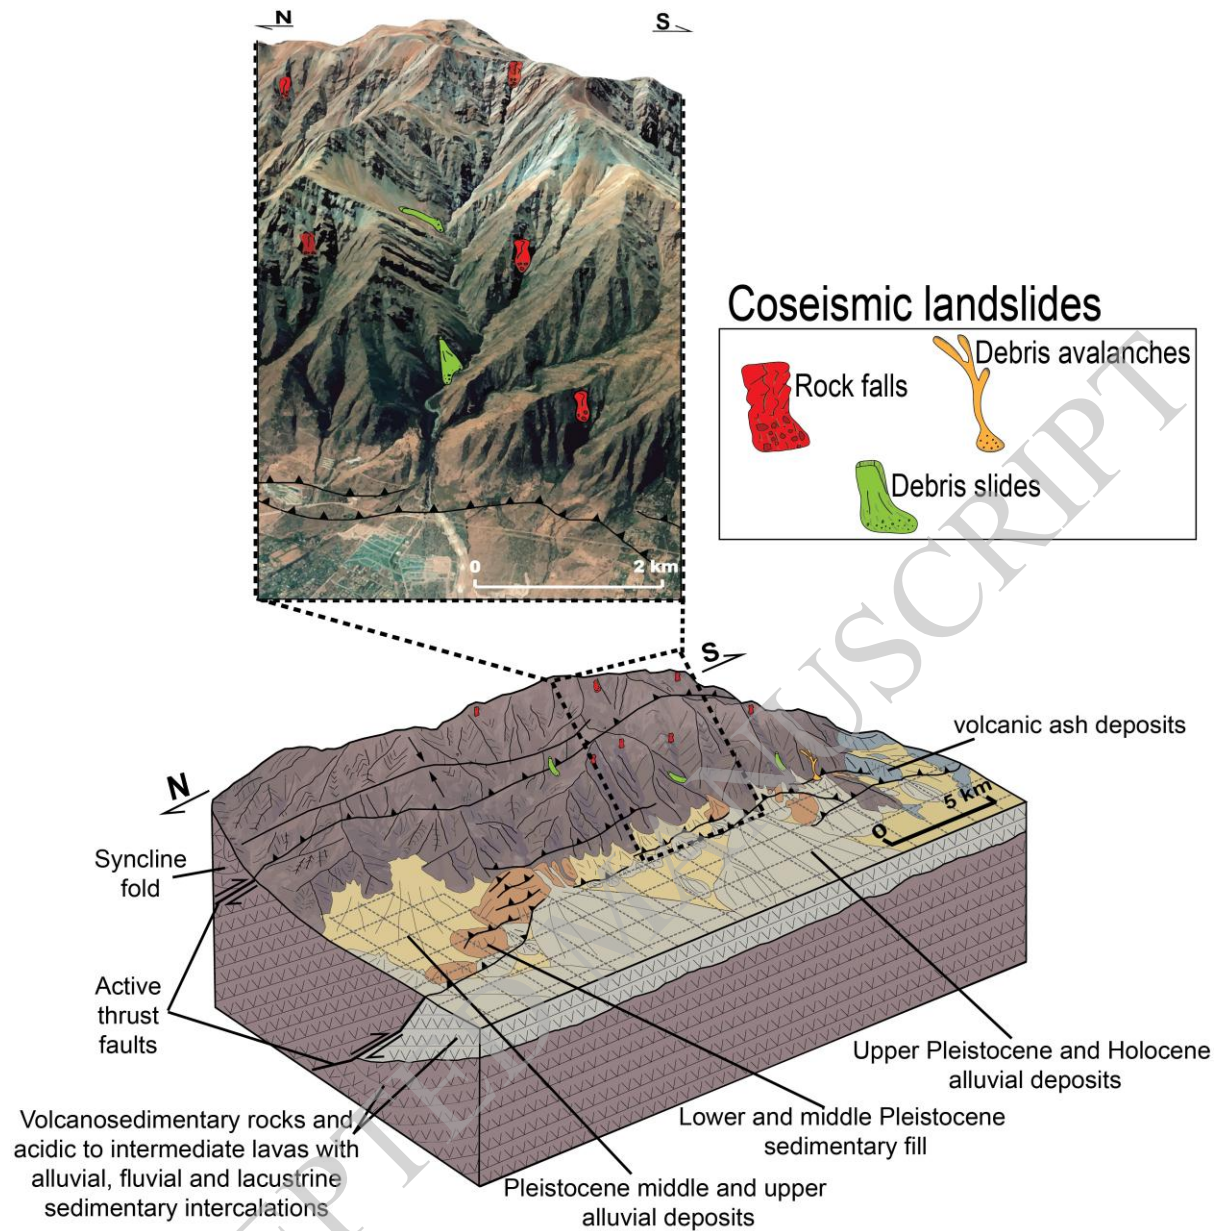 N
S
Coseismic landslides
Debris avalanches
Rock falls
Debris slides
0
2 km
S
N
volcanic ash deposits
5 km
0
Syncline
fold
Active
thrust
faults
Upper Pleistocene and Holocene
alluvial deposits
Lower and middle Pleistocene
sedimentary fill
Volcanosedimentary rocks and
acidic to intermediate lavas with
alluvial, fluvial and lacustrine
sedimentary intercalations
Pleistocene middle and upper
alluvial deposits
MANUSCRIPT